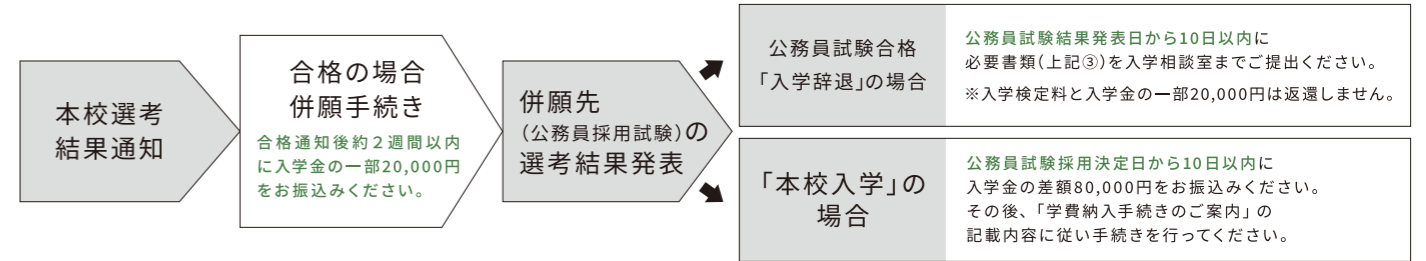 本校選考
結果通知
合格の場合
併願手続き
合格通知後約2週間以内
に入学金の一部20,000円
をお振込みください。
併願先
(公務員採用試験)の
選考結果発表
公務員試験合格
「入学辞退」の場合
公務員試験結果発表日から10日以内に
必要書類(上記③)を入学相談室までご提出ください。
※入学検定料と入学金の一部20,000円は返還しません。
「本校入学」の
場合
公務員試験採用決定日から10日以内に
入学金の差額80,000円をお振込みください。
その後、「学費納入手続きのご案内」の
記載内容に従い手続きを行ってください。